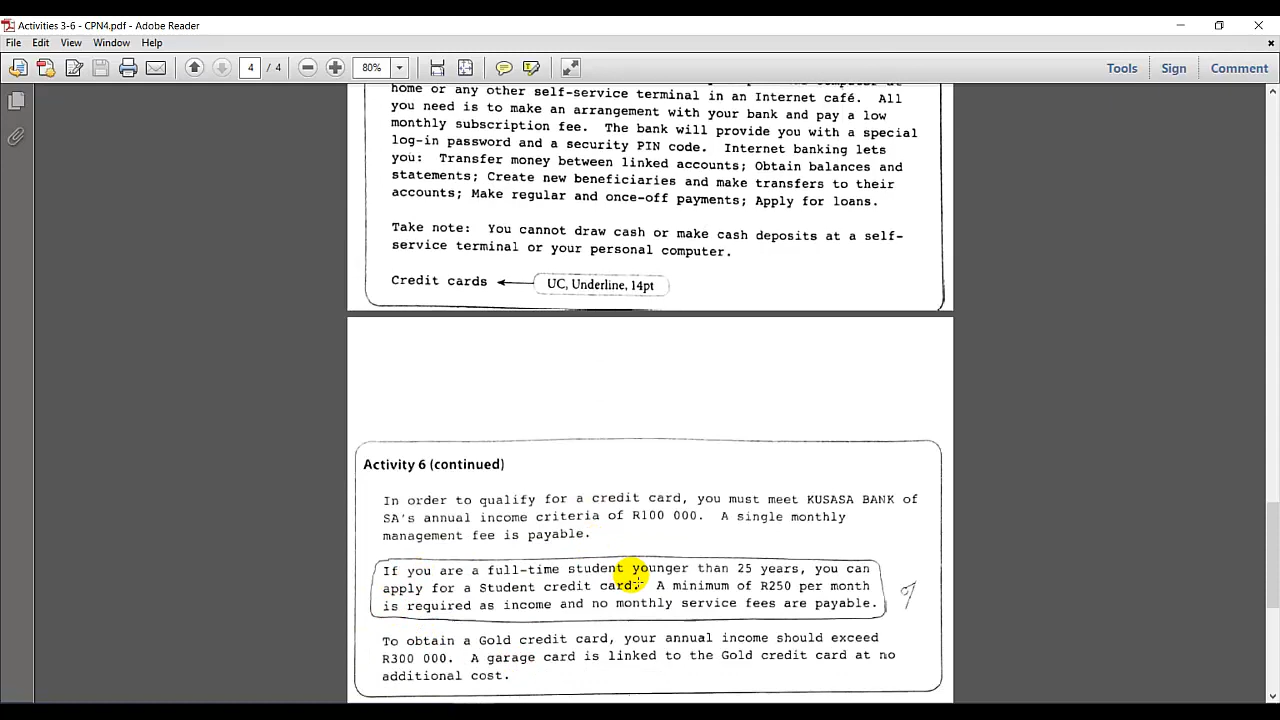 Activities 3-6 - CPN4.pdf - Adobe Reader
File Edit View Window Help
4 / 4 80% Tools Sign Comment
home or any other self-service terminal in an Internet café. All
you need is to make an arrangement with your bank and pay a low
monthly subscription fee. The bank will provide you with a special
log-in password and a security PIN code. Internet banking lets
you: Transfer money between linked accounts; Obtain balances and
statements; Create new beneficiaries and make transfers to their
accounts; Make regular and once-off payments; Apply for loans.
Take note: You cannot draw cash or make cash deposits at a self-
service terminal or your personal computer.
Credit cards UC, Underline, 14pt
Activity 6 (continued)
In order to qualify for a credit card, you must meet KUSASA BANK of
SA's annual income criteria of R100 000. A single monthly
management fee is payable.
If you are a full-time student younger than 25 years, you can
apply for a Student credit card. A minimum of R250 per month
is required as income and no monthly service fees are payable.
To obtain a Gold credit card, your annual income should exceed
R300 000. A garage card is linked to the Gold credit card at no
additional cost.